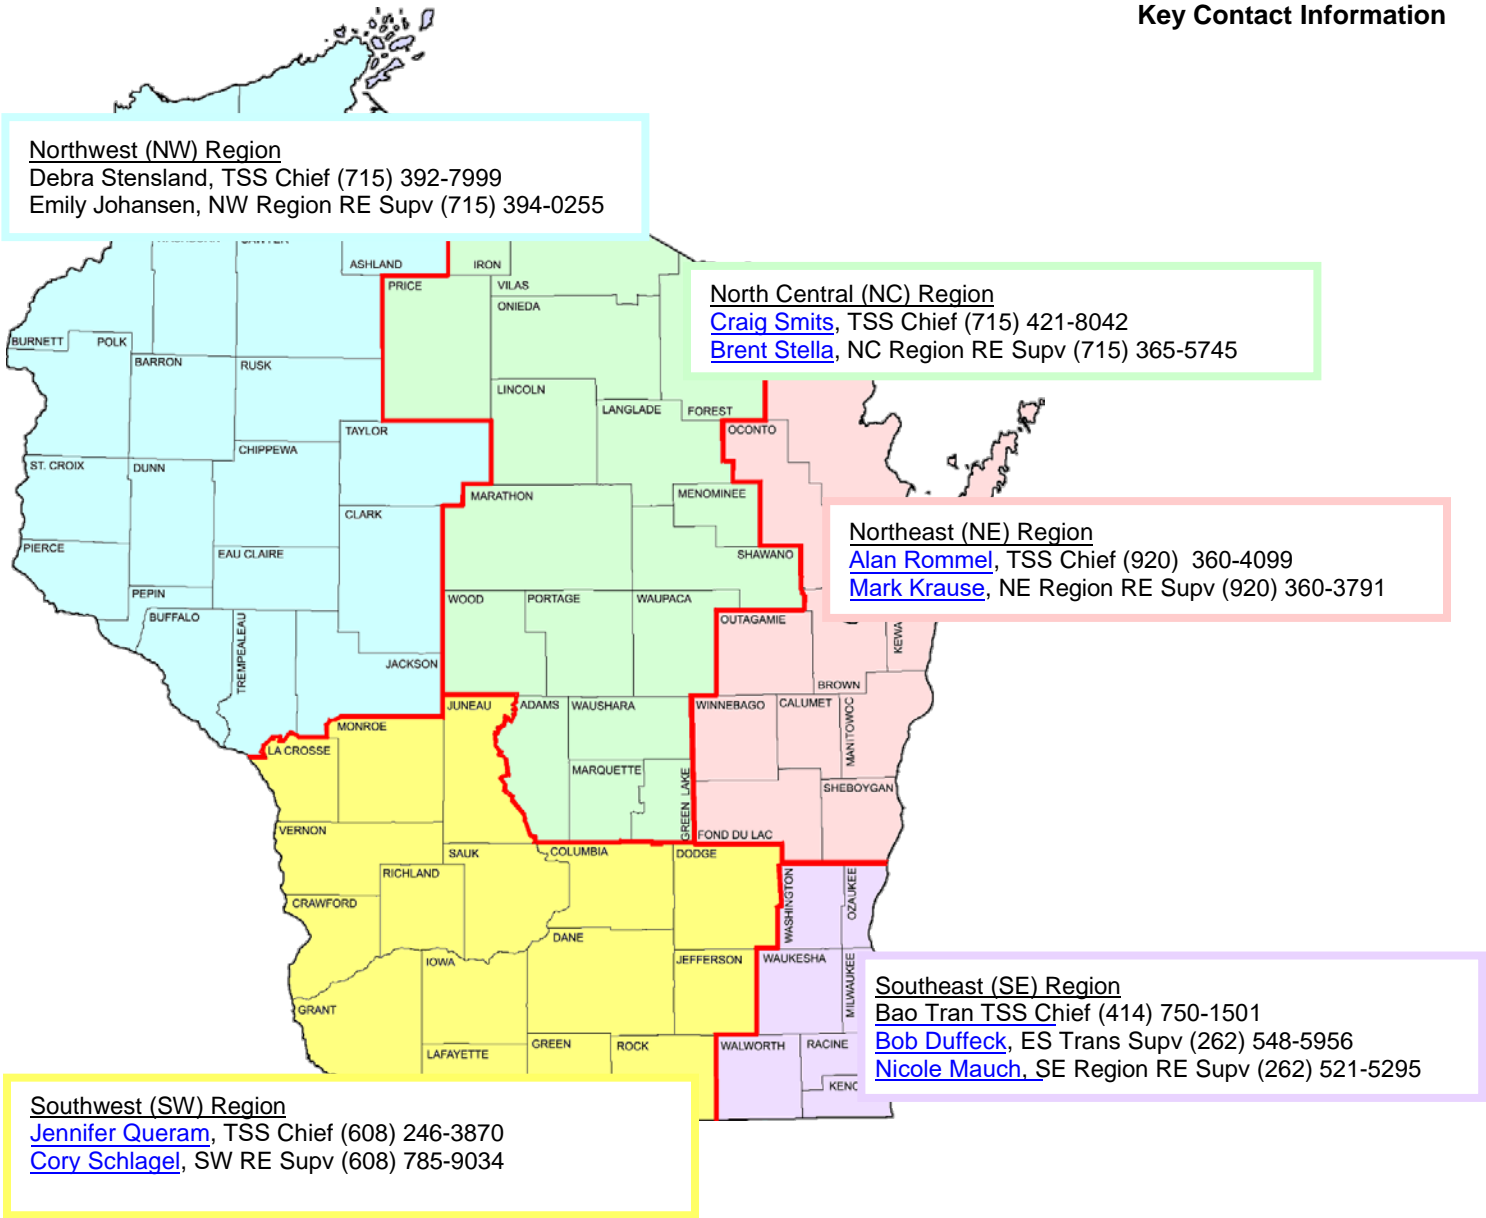 Key Contact Information
Northwest (NW) Region
Debra Stensland, TSS Chief (715) 392-7999
Emily Johansen, NW Region RE Supv (715) 394-0255
ASHLAND
IRON
PRICE
VILAS
ONIEDA
North Central (NC) Region
Craig Smits, TSS Chief (715) 421-8042
Brent Stella, NC Region RE Supv (715) 365-5745
BURNETT
POLK
BARRON
RUSK
LINCOLN
LANGLADE
FOREST
OCONTO
TAYLOR
CHIPPEWA
ST. CROIX
DUNN
MARATHON
MENOMINEE
CLARK
Northeast (NE) Region
Alan Rommel, TSS Chief (920)  360-4099
Mark Krause, NE Region RE Supv (920) 360-3791
PIERCE
EAU CLAIRE
SHAWANO
PEPIN
WOOD
PORTAGE
WAUPACA
BUFFALO
TREMPEALEAU
OUTAGAMIE
KEWA
JACKSON
BROWN
JUNEAU
ADAMS
WAUSHARA
WINNEBAGO
CALUMET
MANITOWOC
MONROE
LA CROSSE
MARQUETTE
GREEN LAKE
SHEBOYGAN
VERNON
FOND DU LAC
SAUK
COLUMBIA
DODGE
RICHLAND
WASHINGTON
OZAUKEE
CRAWFORD
DANE
IOWA
JEFFERSON
WAUKESHA
MILWAUKEE
Southeast (SE) Region
Bao Tran TSS Chief (414) 750-1501
Bob Duffeck, ES Trans Supv (262) 548-5956
Nicole Mauch, SE Region RE Supv (262) 521-5295
GRANT
LAFAYETTE
GREEN
ROCK
WALWORTH
RACINE
KENO
Southwest (SW) Region
Jennifer Queram, TSS Chief (608) 246-3870
Cory Schlagel, SW RE Supv (608) 785-9034